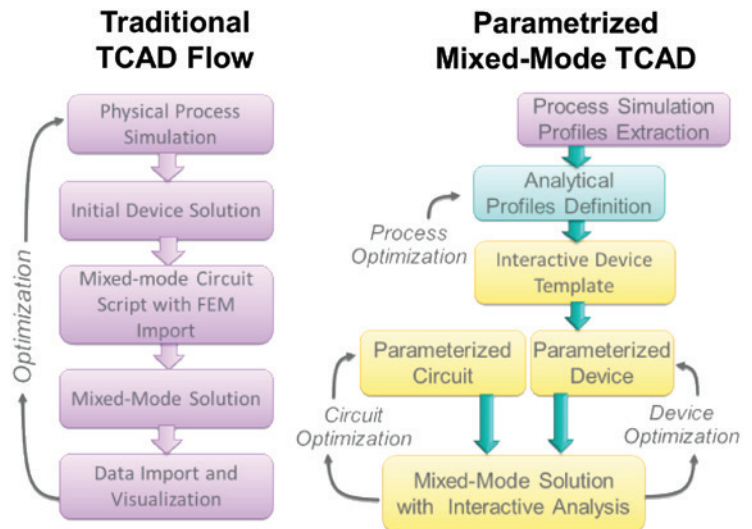 Traditional
TCAD Flow
Physical Process
Simulation
Initial Device Solution
Mixed-mode Circuit
Script with FEM
Import
Mixed-Mode Solution
Data Import and
Visualization
Optimization
Parametrized
Mixed-Mode TCAD
Process Simulation
Profiles Extraction
Analytical
Profiles Definition
Process
Optimization
Interactive Device
Template
Parameterized
Circuit
Parameterized
Device
Circuit
Optimization
Device
Optimization
Mixed-Mode Solution
with Interactive Analysis